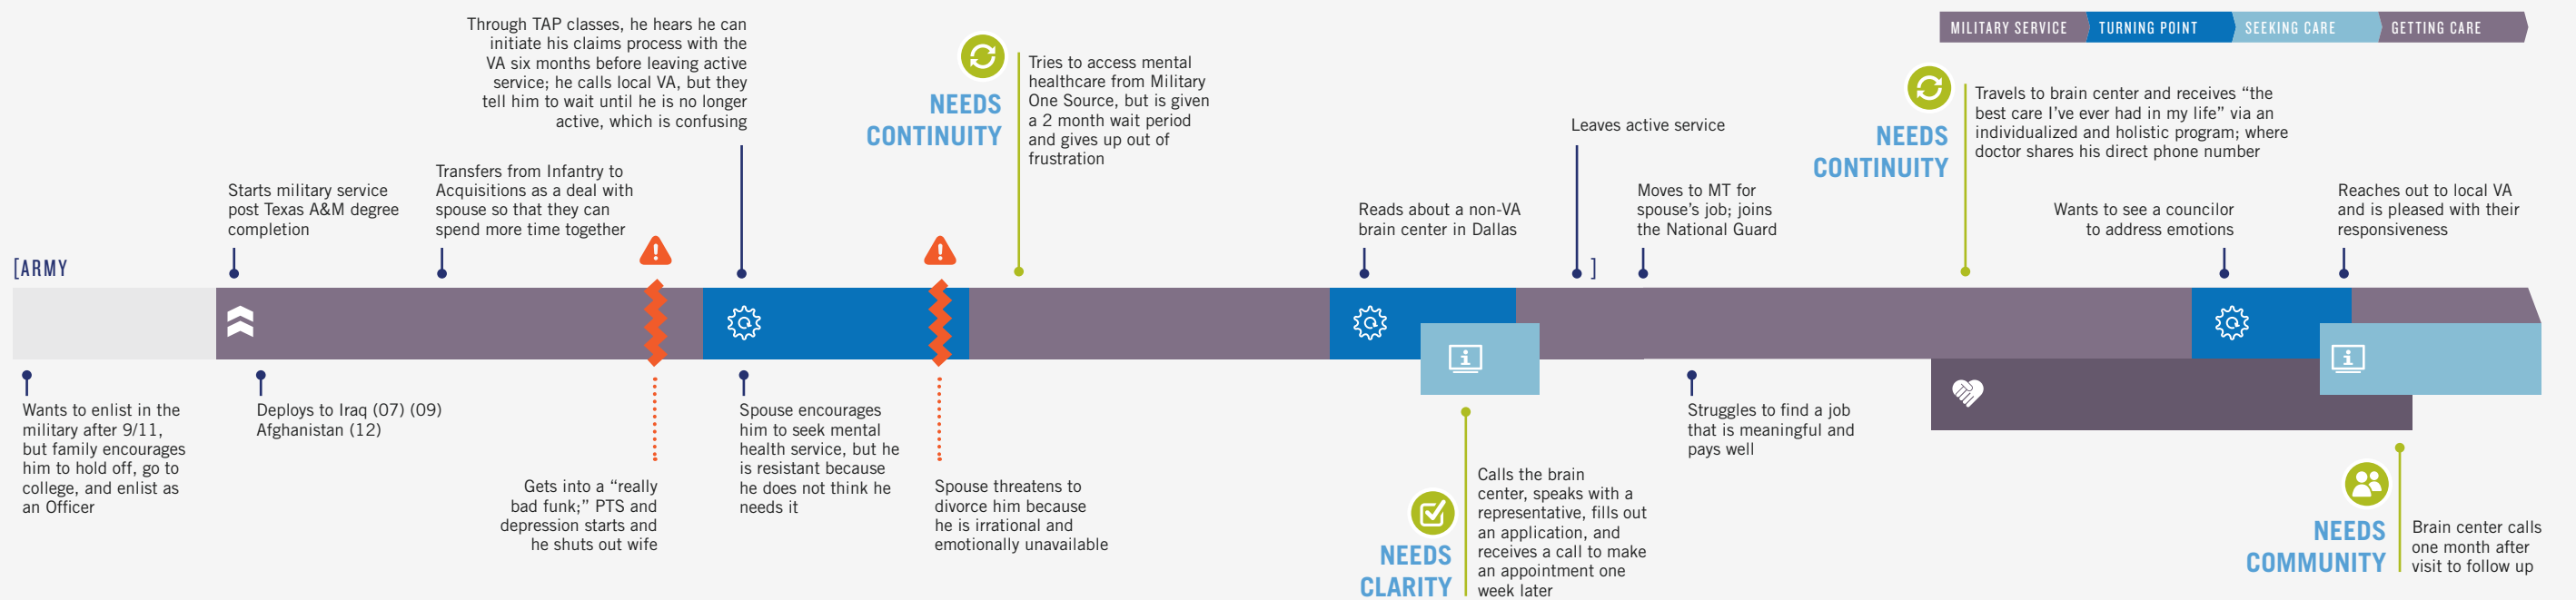 MILITARY SERVICE
TURNING POINT
SEEKING CARE
GETTING CARE
[ARMY
Wants to enlist in the
military after 9/11,
but family encourages
him to hold off, go to
college, and enlist as
an Officer
Starts military service
post Texas A&M degree
completion
Deploys to Iraq (07) (09)
Afghanistan (12)
Transfers from Infantry to
Acquisitions as a deal with
spouse so that they can
spend more time together
Gets into a “really
bad funk;” PTS and
depression starts and
he shuts out wife
Through TAP classes, he hears he can
initiate his claims process with the
VA six months before leaving active
service; he calls local VA, but they
tell him to wait until he is no longer
active, which is confusing
Spouse encourages
him to seek mental
health service, but he
is resistant because
he does not think he
needs it
Spouse threatens to
divorce him because
he is irrational and
emotionally unavailable
NEEDS
CONTINUITY
Tries to access mental
healthcare from Military
One Source, but is given
a 2 month wait period
and gives up out of
frustration
Reads about a non-VA
brain center in Dallas
NEEDS
CLARITY
Calls the brain
center, speaks with a
representative, fills out
an application, and
receives a call to make
an appointment one
week later
Leaves active service
]
Moves to MT for
spouse’s job; joins
the National Guard
Struggles to find a job
that is meaningful and
pays well
NEEDS
CONTINUITY
Travels to brain center and receives “the
best care I’ve ever had in my life” via an
individualized and holistic program; where
doctor shares his direct phone number
Wants to see a councilor
to address emotions
Reaches out to local VA
and is pleased with their
responsiveness
NEEDS
COMMUNITY
Brain center calls
one month after
visit to follow up